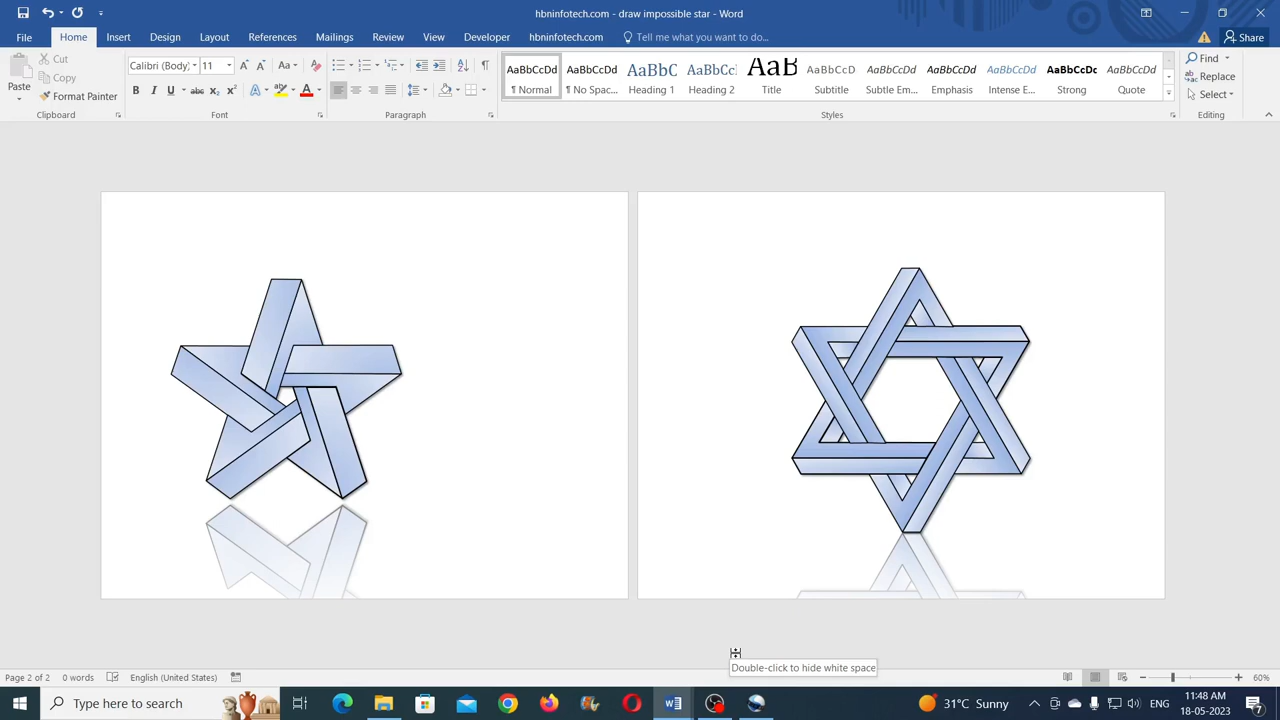 hbninfotech.com - draw impossible star - Word
File Home Insert Design Layout References Mailings Review View Developer hbninfotech.com Tell me what you want to do... Share
Cut
Copy
Format Painter
Paste
Clipboard
Calibri (Body) 11
Font
Paragraph
AaBbCcDd AaBbCcDd AaBbC AaBbCc AaB AaBbCcD AaBbCcDd AaBbCcDd AaBbCcDd AaBbCcDc AaBbCcDd
¶ Normal ¶ No Spac... Heading 1 Heading 2 Title Subtitle Subtle Em... Emphasis Intense E... Strong Quote
Styles
Find
Replace
Select
Editing
Double-click to hide white space
Page 2 of 2 0 words English (United States) 60%
Type here to search
31°C Sunny
ENG
11:48 AM
18-05-2023
7